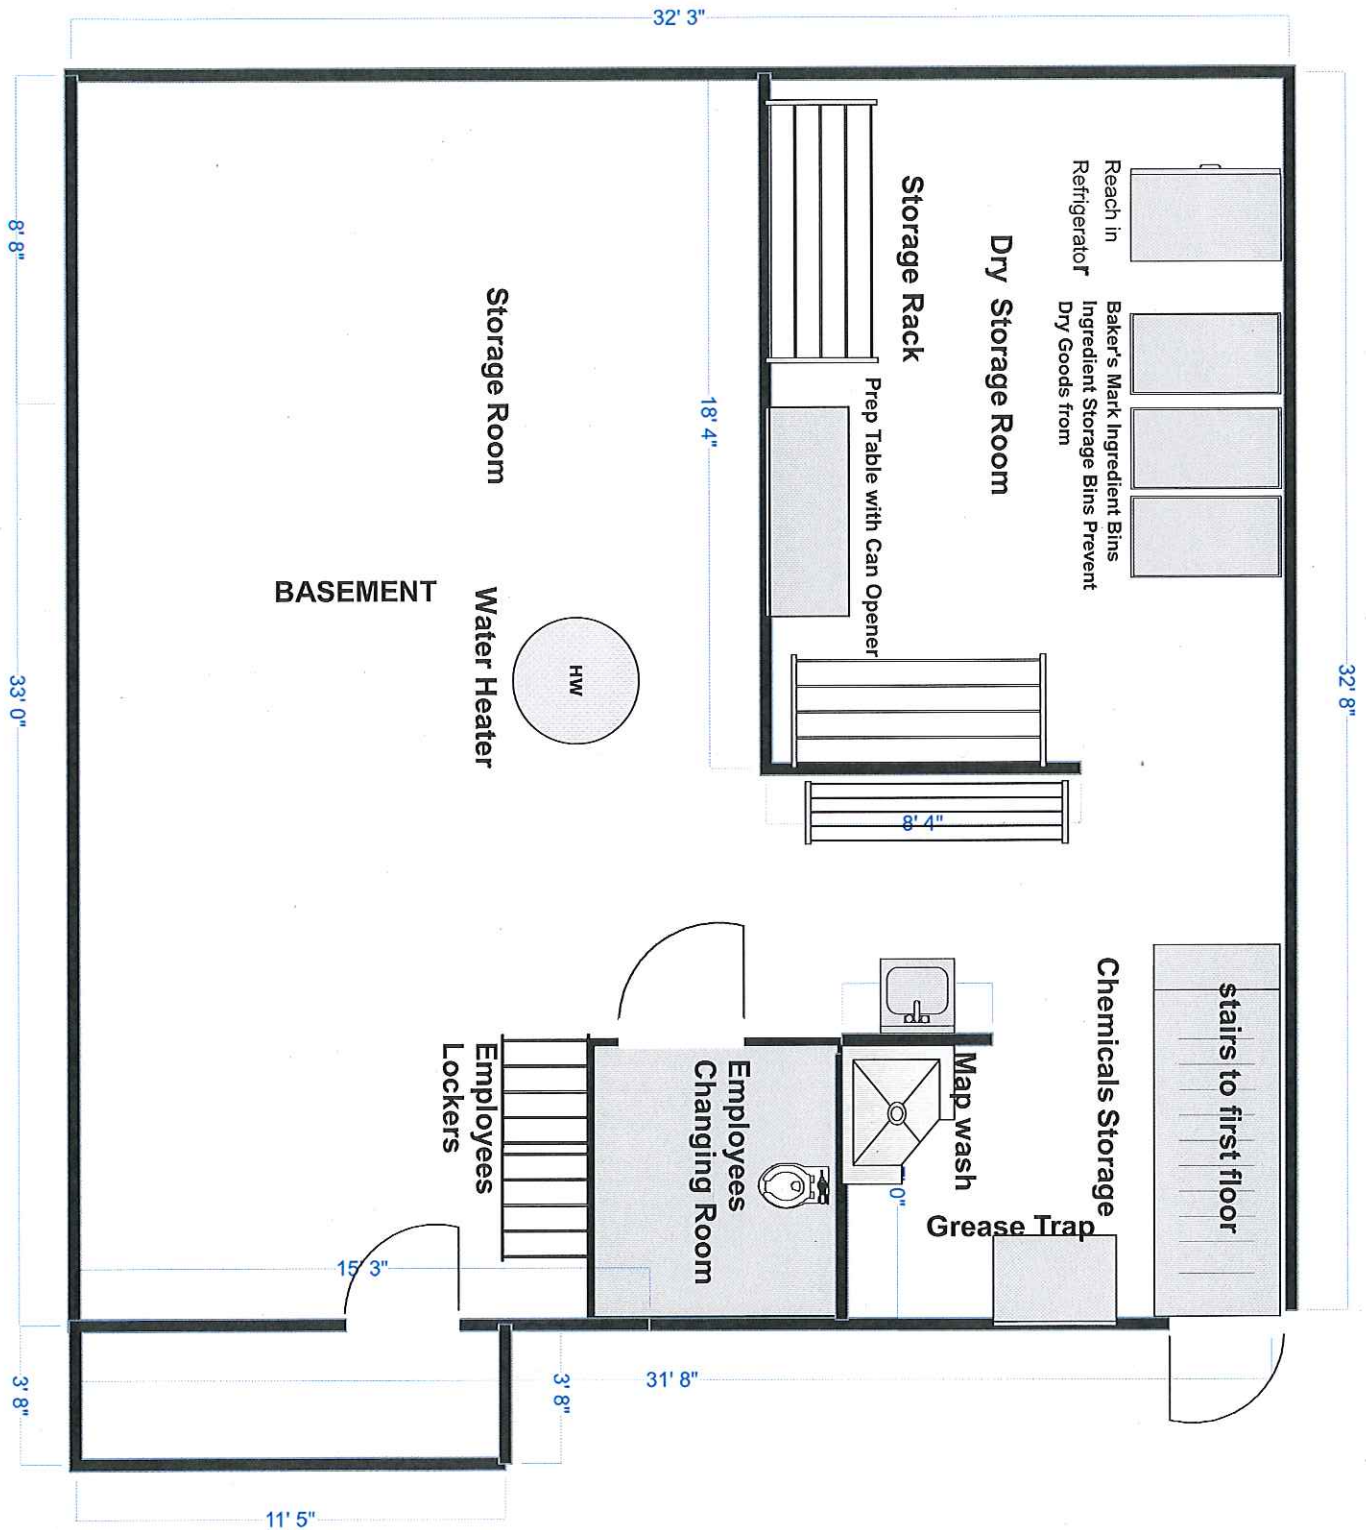 32' 3"
8' 8"
33' 0"
3' 8"
32' 8"
18' 4"
8' 4"
15' 3"
31' 8"
3' 8"
11' 5"
Reach in
Refrigerator
Baker's Mark Ingredient Bins
Ingredient Storage Bins Prevent
Dry Goods from
Dry Storage Room
Storage Rack
Prep Table with Can Opener
Storage Room
BASEMENT
Water Heater
HW
stairs to first floor
Chemicals Storage
Map wash
Grease Trap
Employees
Changing Room
Employees
Lockers